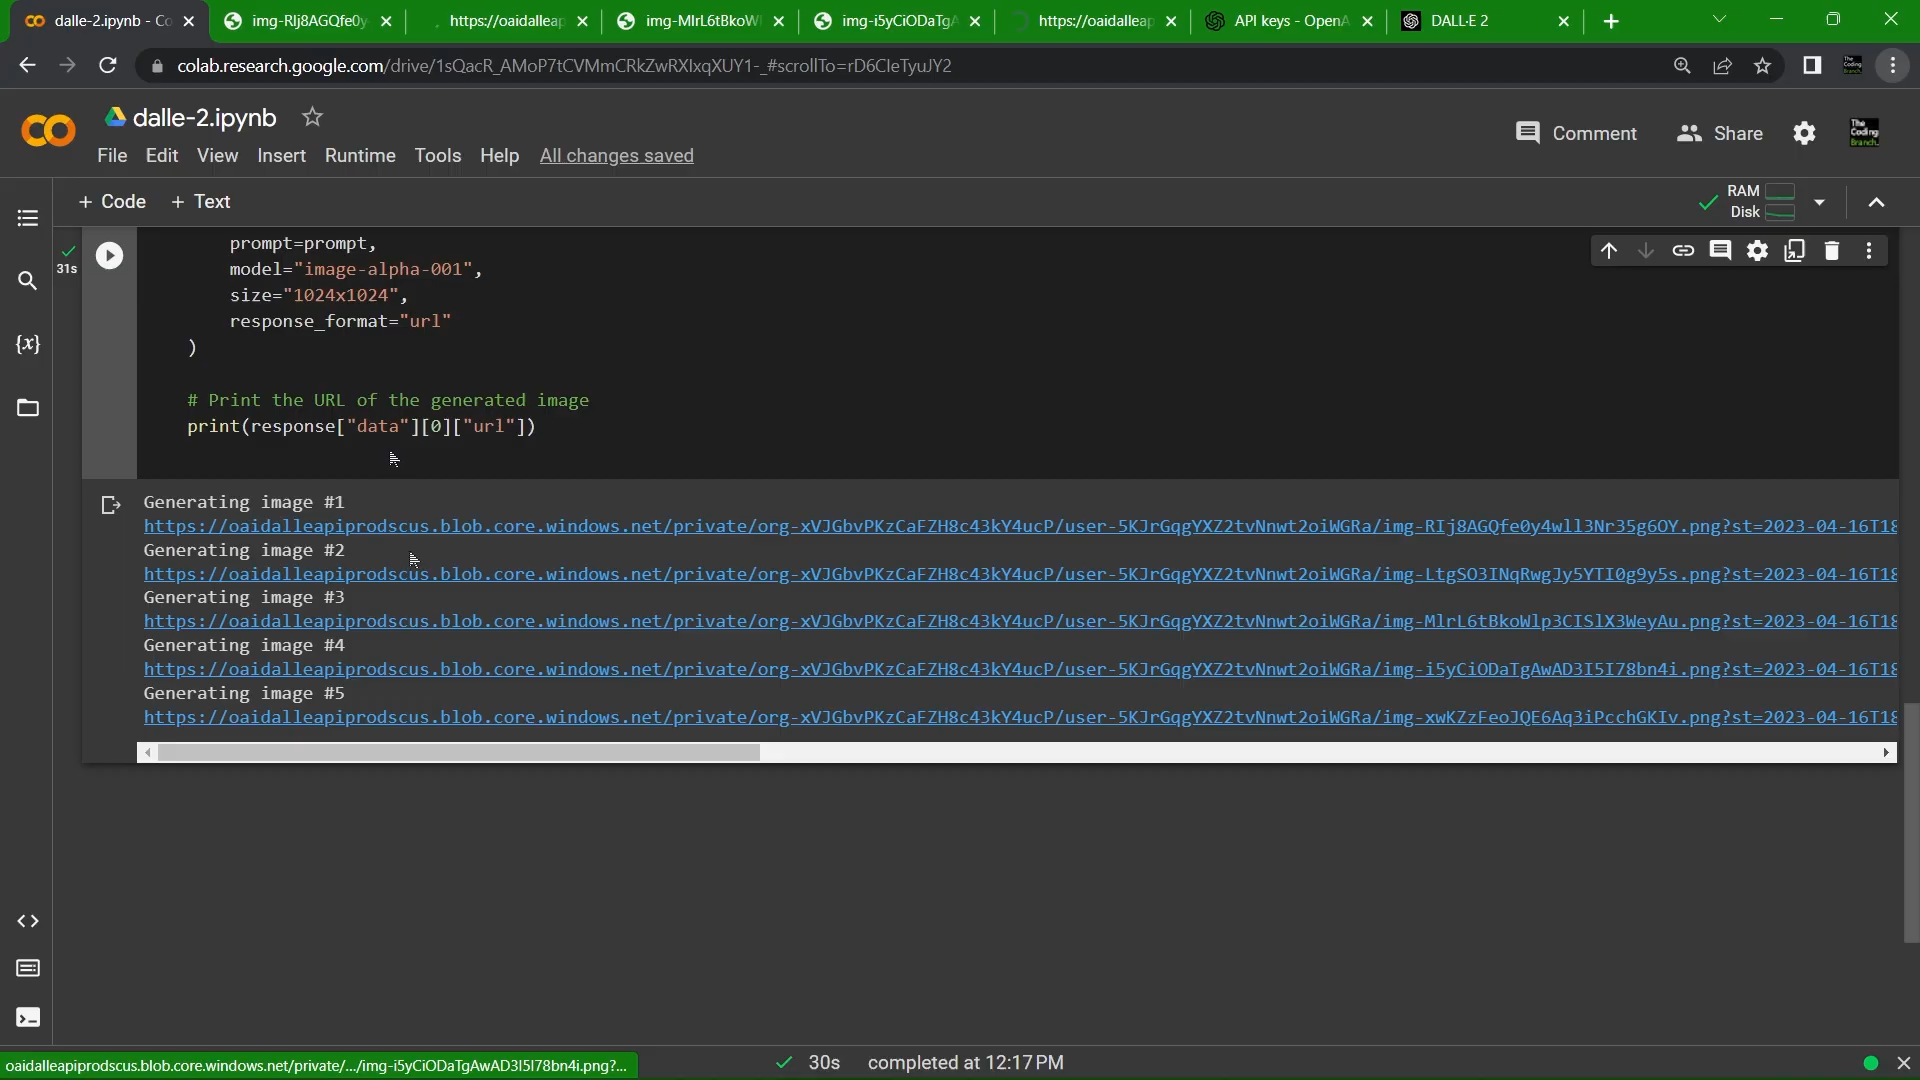 dalle-2.ipynb - Co
img-RIj8AGQfe0y
https://oaidalleap
img-MlrL6tBkoWl
img-i5yCiODaTgA
https://oaidalleap
API keys - OpenA
DALL·E 2
colab.research.google.com/drive/1sQacR_AMoP7tCVMmCRkZwRXIxqXUY1-_#scrollTo=rD6CIeTyuJY2
dalle-2.ipynb
The Coding Branch.
Comment
Share
File Edit View Insert Runtime Tools Help All changes saved
+ Code + Text
RAM
Disk
31s
prompt=prompt,
model="image-alpha-001",
size="1024x1024",
response_format="url"
)
# Print the URL of the generated image
print(response["data"][0]["url"])
Generating image #1
https://oaidalleapiprodscus.blob.core.windows.net/private/org-xVJGbvPKzCaFZH8c43kY4ucP/user-5KJrGqgYXZ2tvNnwt2oiWGRa/img-RIj8AGQfe0y4wll3Nr35g6OY.png?st=2023-04-16T18
Generating image #2
https://oaidalleapiprodscus.blob.core.windows.net/private/org-xVJGbvPKzCaFZH8c43kY4ucP/user-5KJrGqgYXZ2tvNnwt2oiWGRa/img-LtgSO3INqRwgJy5YTI0g9y5s.png?st=2023-04-16T18
Generating image #3
https://oaidalleapiprodscus.blob.core.windows.net/private/org-xVJGbvPKzCaFZH8c43kY4ucP/user-5KJrGqgYXZ2tvNnwt2oiWGRa/img-MlrL6tBkoWlp3CISlX3WeyAu.png?st=2023-04-16T18
Generating image #4
https://oaidalleapiprodscus.blob.core.windows.net/private/org-xVJGbvPKzCaFZH8c43kY4ucP/user-5KJrGqgYXZ2tvNnwt2oiWGRa/img-i5yCiODaTgAwAD3I5I78bn4i.png?st=2023-04-16T18
Generating image #5
https://oaidalleapiprodscus.blob.core.windows.net/private/org-xVJGbvPKzCaFZH8c43kY4ucP/user-5KJrGqgYXZ2tvNnwt2oiWGRa/img-xwKZzFeoJQE6Aq3iPcchGKIv.png?st=2023-04-16T18
oaidalleapiprodscus.blob.core.windows.net/private/.../img-i5yCiODaTgAwAD3I5I78bn4i.png?...
30s completed at 12:17 PM